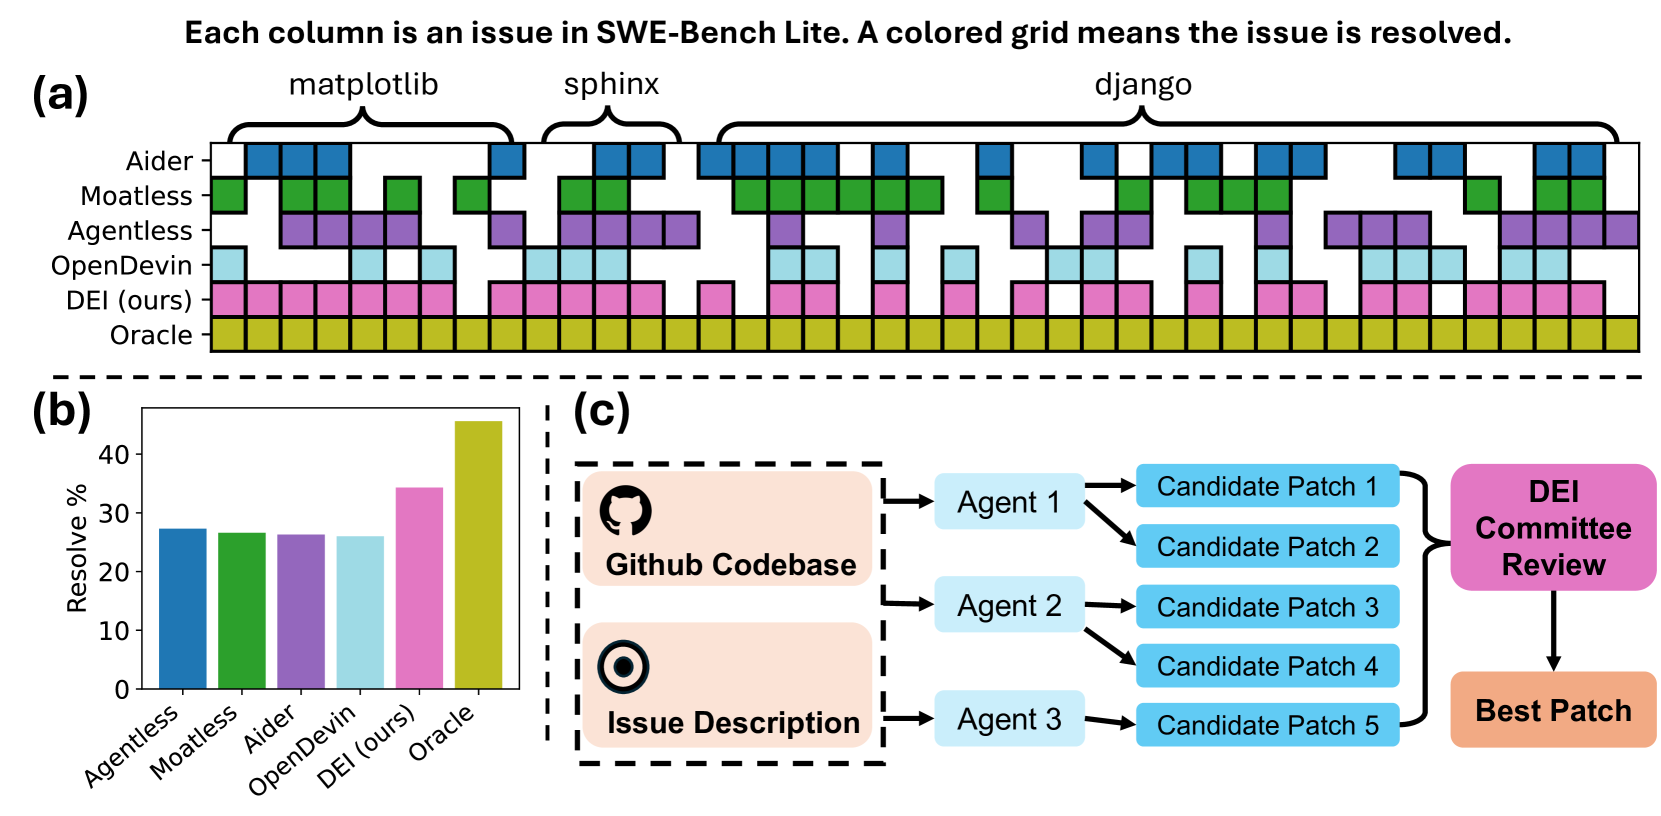 Each column is an issue in SWE-Bench Lite. A colored grid means the issue is resolved.
(a)
matplotlib
sphinx
django
Aider
Moatless
Agentless
OpenDevin
DEI (ours)
Oracle
(b)
Resolve %
40
30
20
10
0
Agentless
Moatless
Aider
OpenDevin
DEI (ours)
Oracle
(c)
Github Codebase
Issue Description
Agent 1
Agent 2
Agent 3
Candidate Patch 1
Candidate Patch 2
Candidate Patch 3
Candidate Patch 4
Candidate Patch 5
DEI
Committee
Review
Best Patch